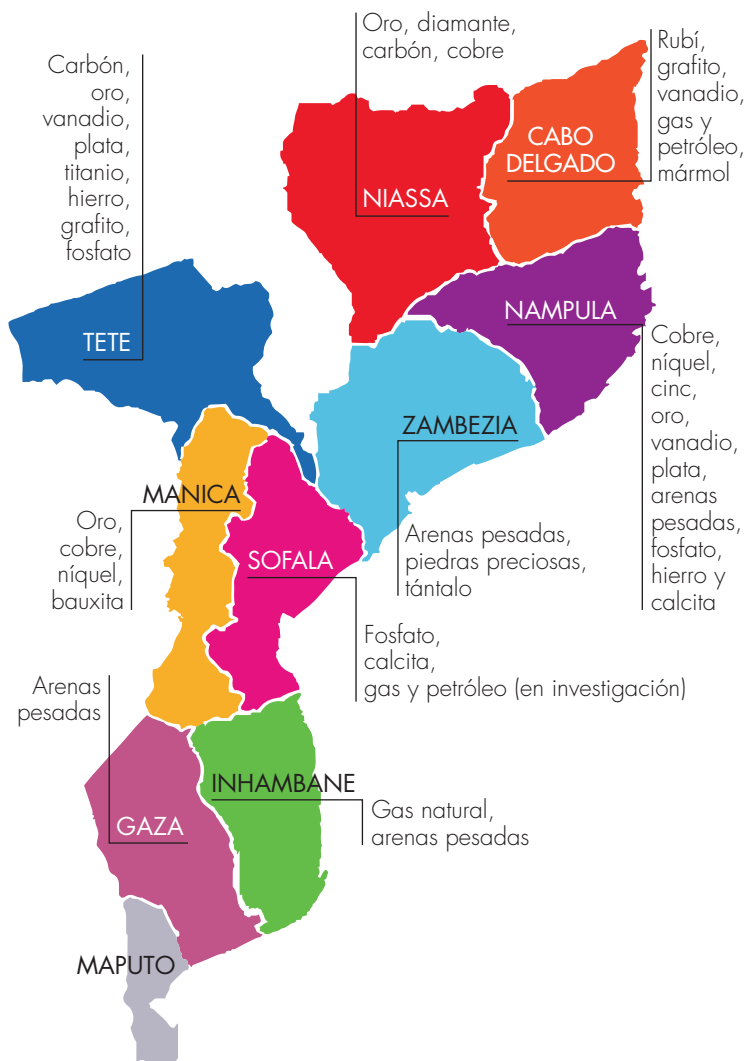 Oro, diamante,
carbón, cobre
Rubí,
grafito,
vanadio,
gas y
petróleo,
mármol
Carbón,
oro,
vanadio,
plata,
titanio,
hierro,
grafito,
fosfato
CABO
DELGADO
NIASSA
NAMPULA
TETE
Cobre,
níquel,
cinc,
oro,
vanadio,
plata,
arenas
pesadas,
fosfato,
hierro y
calcita
ZAMBEZIA
MANICA
Oro,
cobre,
níquel,
bauxita
Arenas pesadas,
piedras preciosas,
tántalo
SOFALA
Fosfato,
calcita,
gas y petróleo (en investigación)
Arenas
pesadas
INHAMBANE
Gas natural,
arenas pesadas
GAZA
MAPUTO